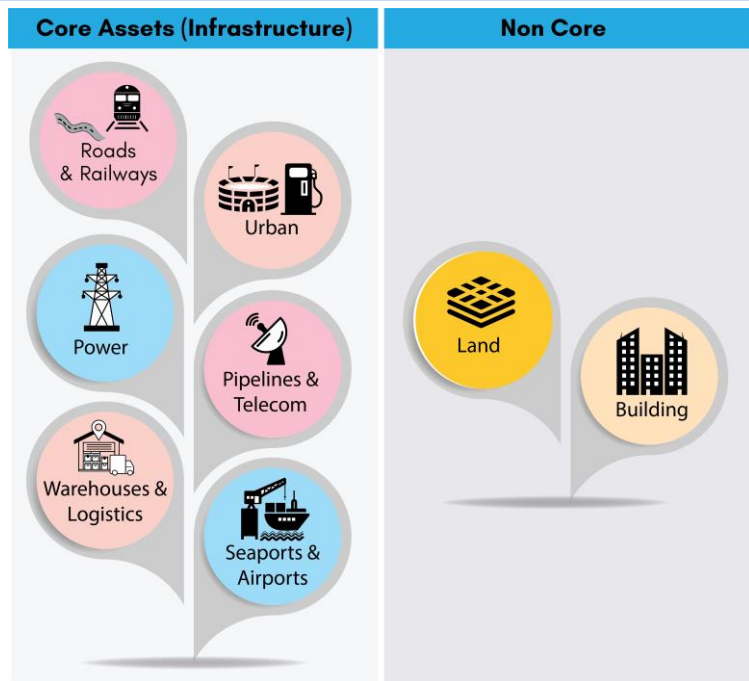 Core Assets (Infrastructure)
Non Core
Roads
& Railways
Urban
Power
Pipelines &
Telecom
Warehouses &
Logistics
Seaports &
Airports
Land
Building